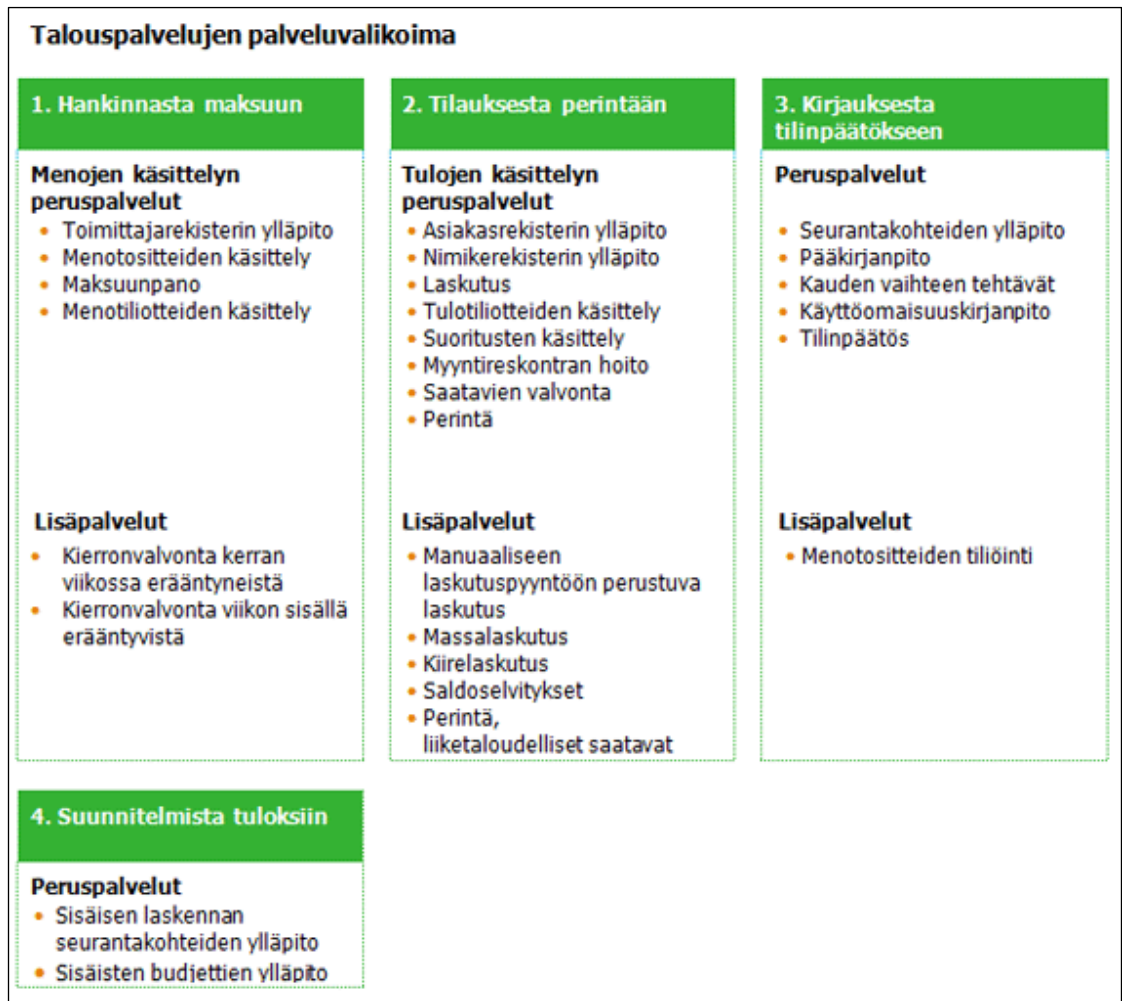 Talouspalvelujen palveluvalikoima
1. Hankinnasta maksuun
Menojen käsittelyn
peruspalvelut
• Toimittajarekisterin ylläpito
• Menotositteiden käsittely
• Maksuunpano
• Menotiliotteiden käsittely
Lisäpalvelut
• Kierronvalvonta kerran
viikossa erääntyneistä
• Kierronvalvonta viikon sisällä
erääntyvistä
2. Tilauksesta perintään
Tulojen käsittelyn
peruspalvelut
• Asiakasrekisterin ylläpito
• Nimikerekisterin ylläpito
• Laskutus
• Tulotiliotteiden käsittely
• Suoritusten käsittely
• Myyntireskontran hoito
• Saatavien valvonta
• Perintä
Lisäpalvelut
• Manuaaliseen
laskutuspyyntöön perustuva
laskutus
• Massalaskutus
• Kiirelaskutus
• Saldoselvitykset
• Perintä,
liiketaloudelliset saatavat
3. Kirjauksesta
tilinpäätökseen
Peruspalvelut
• Seurantakohteiden ylläpito
• Pääkirjanpito
• Kauden vaihteen tehtävät
• Käyttöomaisuuskirjanpito
• Tilinpäätös
Lisäpalvelut
• Menotositteiden tiliöinti
4. Suunnitelmista tuloksiin
Peruspalvelut
• Sisäisen laskennan
seurantakohteiden ylläpito
• Sisäisten budjettien ylläpito